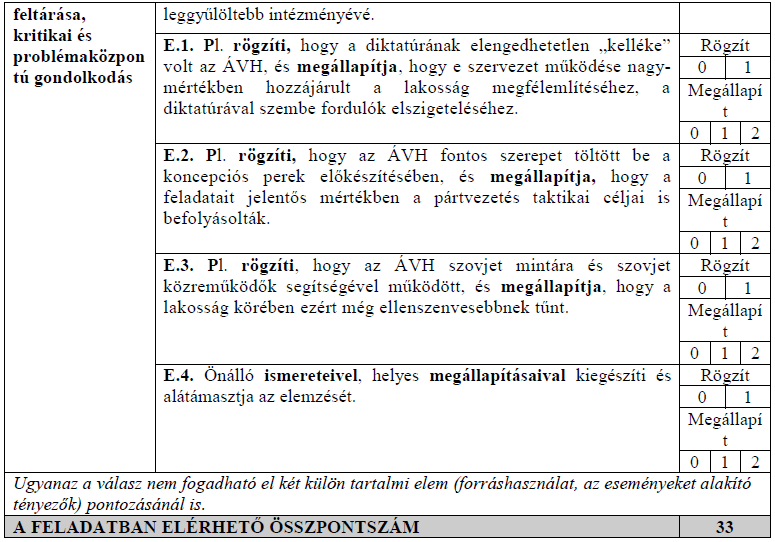 feltárása,
kritikai és
problémaközpon
tú gondolkodás
leggyűlöltebb intézményévé.
E.1. Pl. rögzíti, hogy a diktatúrának elengedhetetlen „kelléke”
volt az ÁVH, és megállapítja, hogy e szervezet működése nagy-
mértékben hozzájárult a lakosság megfélemlítéséhez, a
diktatúrával szembe fordulók elszigeteléséhez.
Rögzít
0 1
Megállapí
t
0 1 2
E.2. Pl. rögzíti, hogy az ÁVH fontos szerepet töltött be a
koncepciós perek előkészítésében, és megállapítja, hogy a
feladatait jelentős mértékben a pártvezetés taktikai céljai is
befolyásolták.
Rögzít
0 1
Megállapí
t
0 1 2
E.3. Pl. rögzíti, hogy az ÁVH szovjet mintára és szovjet
közreműködők segítségével működött, és megállapítja, hogy a
lakosság körében ezért még ellenszenvesebbnek tűnt.
Rögzít
0 1
Megállapí
t
0 1 2
E.4. Önálló ismereteivel, helyes megállapításaival kiegészíti és
alátámasztja az elemzését.
Rögzít
0 1
Megállapí
t
0 1 2
Ugyanaz a válasz nem fogadható el két külön tartalmi elem (forráshasználat, az eseményeket alakító
tényezők) pontozásánál is.
A FELADATBAN ELÉRHETŐ ÖSSZPONTSZÁM 33